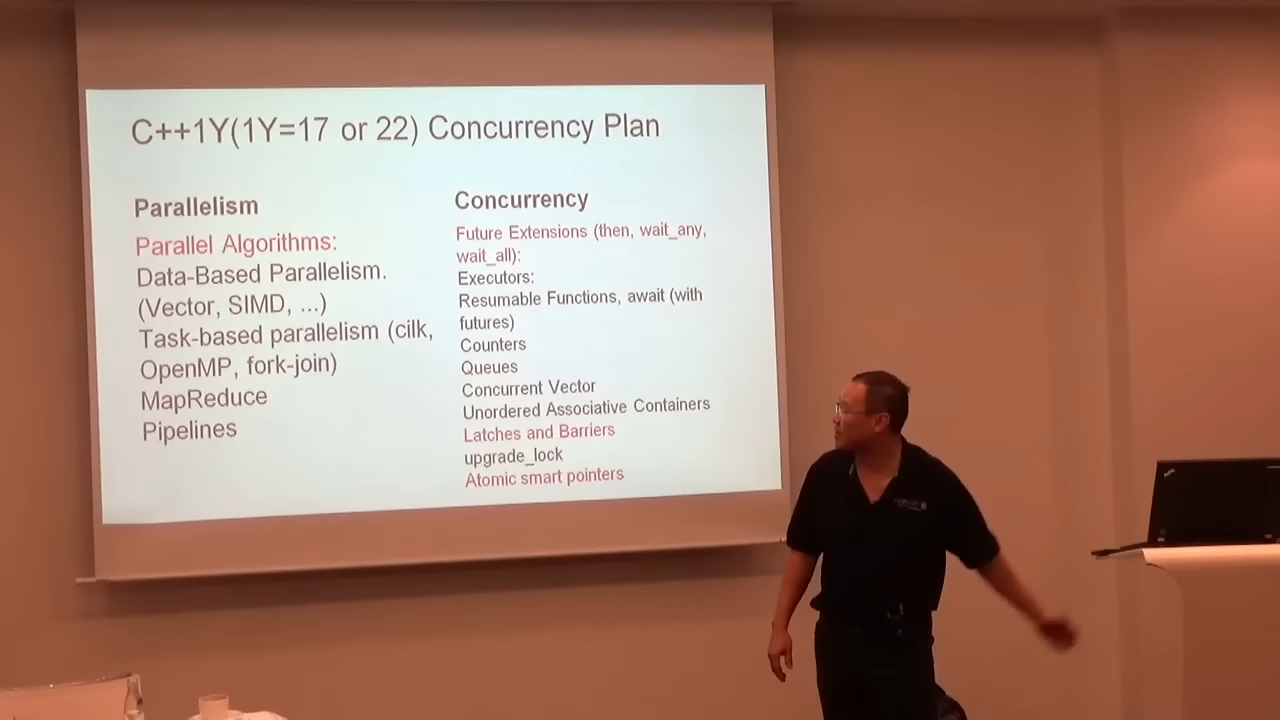 C++1Y(1Y=17 or 22) Concurrency Plan
Parallelism
Parallel Algorithms:
Data-Based Parallelism.
(Vector, SIMD, ...)
Task-based parallelism (cilk,
OpenMP, fork-join)
MapReduce
Pipelines
Concurrency
Future Extensions (then, wait_any,
wait_all):
Executors:
Resumable Functions, await (with
futures)
Counters
Queues
Concurrent Vector
Unordered Associative Containers
Latches and Barriers
upgrade_lock
Atomic smart pointers